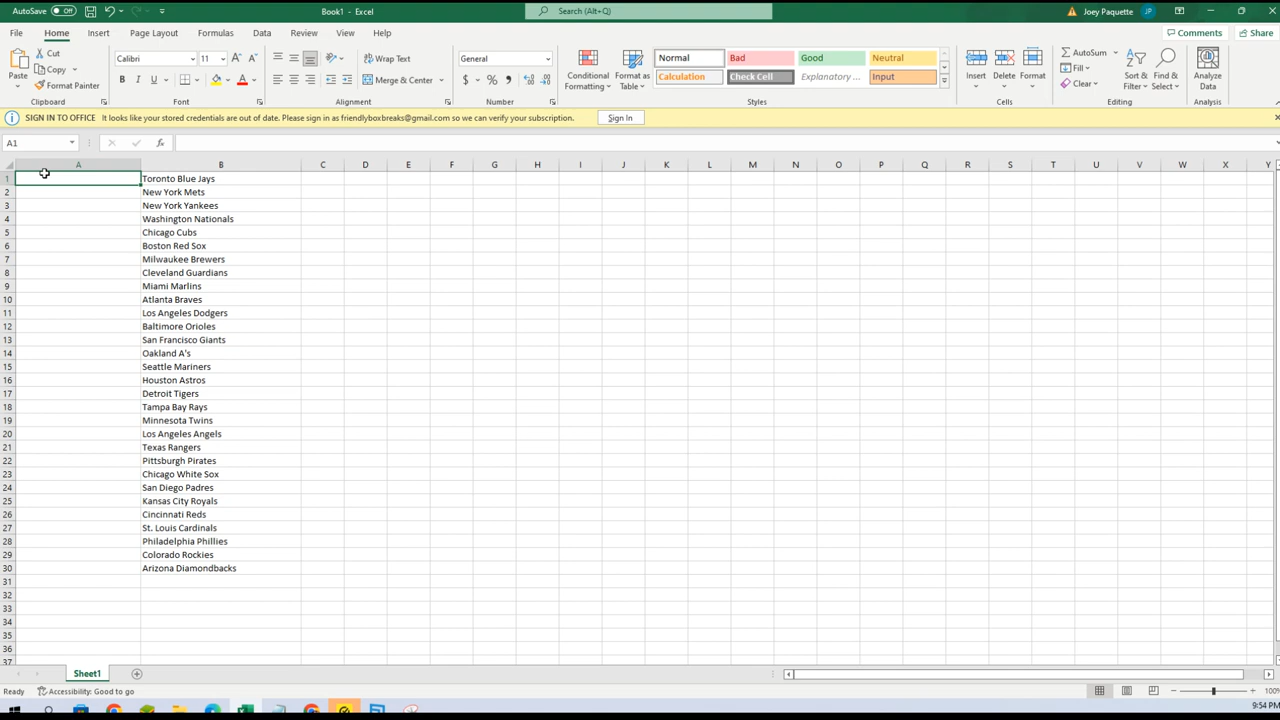 AutoSave Off Book1 - Excel Search (Alt+Q) Joey Paquette JP
File Home Insert Page Layout Formulas Data Review View Help Comments Share
Paste Cut Copy Format Painter Clipboard
Calibri 11 A A B I U A Font
Wrap Text Merge & Center Alignment
General $ % , Number
Conditional Formatting Format as Table
Normal Bad Good Neutral
Calculation Check Cell Explanatory ... Input
Styles
Insert Delete Format Cells
AutoSum Fill Clear Sort & Filter Find & Select Editing
Analyze Data Analysis
SIGN IN TO OFFICE It looks like your stored credentials are out of date. Please sign in as friendlyboxbreaks@gmail.com so we can verify your subscription. Sign In
A1 fx
A B C D E F G H I J K L M N O P Q R S T U V W X Y
1 Toronto Blue Jays
2 New York Mets
3 New York Yankees
4 Washington Nationals
5 Chicago Cubs
6 Boston Red Sox
7 Milwaukee Brewers
8 Cleveland Guardians
9 Miami Marlins
10 Atlanta Braves
11 Los Angeles Dodgers
12 Baltimore Orioles
13 San Francisco Giants
14 Oakland A's
15 Seattle Mariners
16 Houston Astros
17 Detroit Tigers
18 Tampa Bay Rays
19 Minnesota Twins
20 Los Angeles Angels
21 Texas Rangers
22 Pittsburgh Pirates
23 Chicago White Sox
24 San Diego Padres
25 Kansas City Royals
26 Cincinnati Reds
27 St. Louis Cardinals
28 Philadelphia Phillies
29 Colorado Rockies
30 Arizona Diamondbacks
31
32
33
34
35
36
37
Sheet1
Ready Accessibility: Good to go 100%
9:54 PM